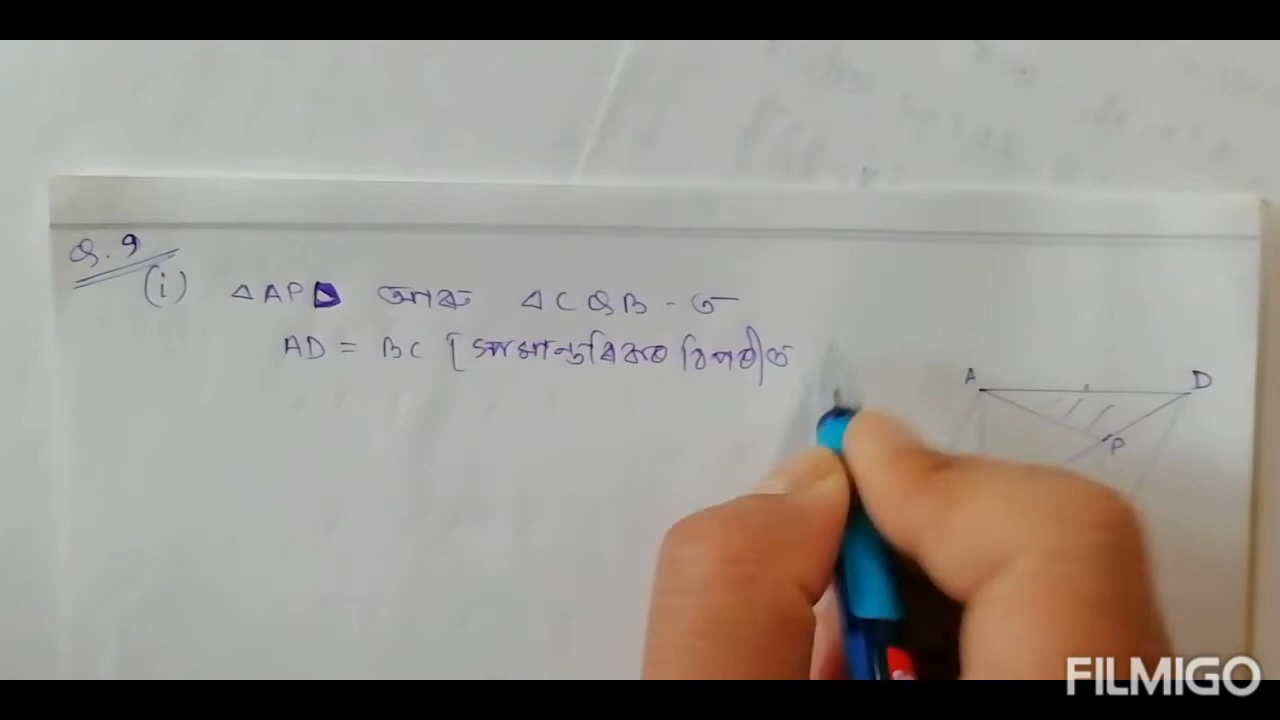 Q. 9
(i) △APD আৰু △CQB - ত
AD = BC [সামান্তৰিকৰ বিপৰীত
A D
P
FILMIGO